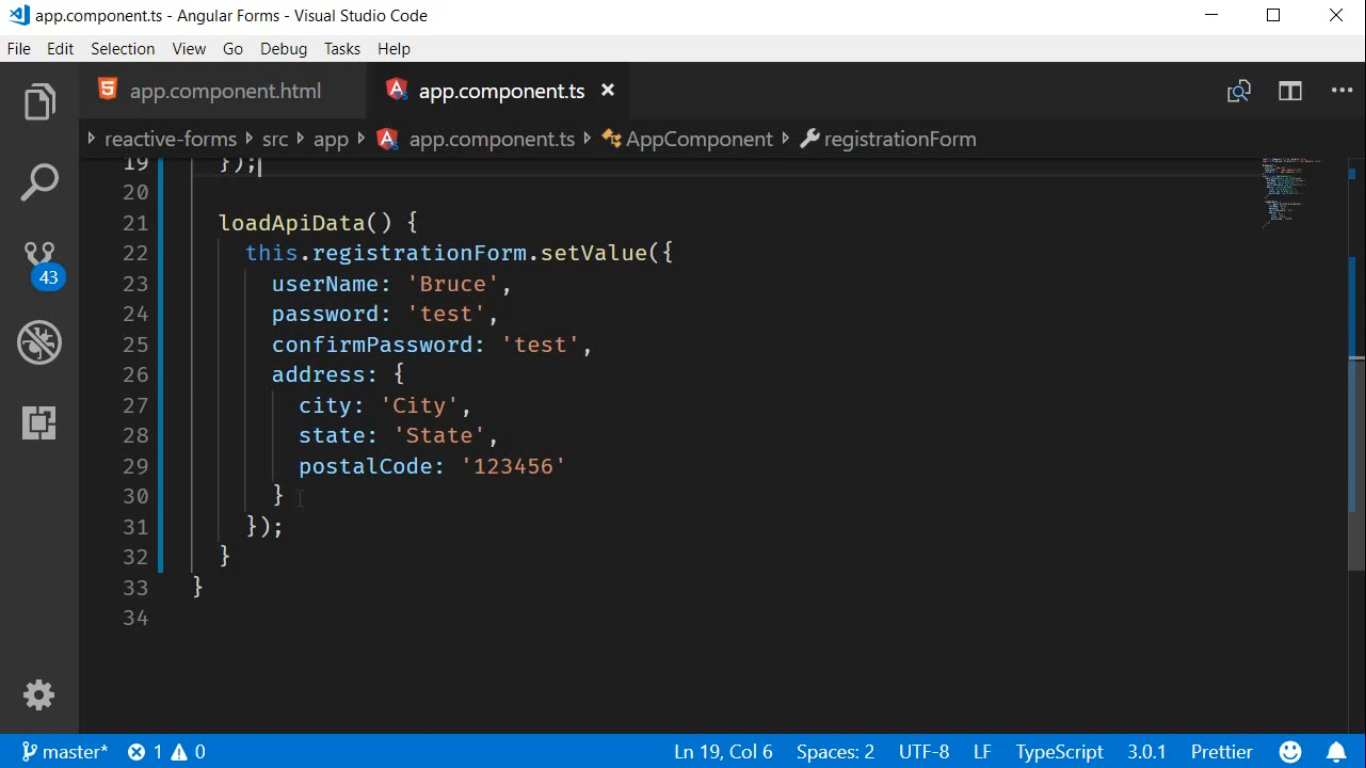 app.component.ts - Angular Forms - Visual Studio Code
File Edit Selection View Go Debug Tasks Help
app.component.html app.component.ts
reactive-forms src app app.component.ts AppComponent registrationForm
19 });
20
21 loadApiData() {
22 this.registrationForm.setValue({
23 userName: 'Bruce',
24 password: 'test',
25 confirmPassword: 'test',
26 address: {
27 city: 'City',
28 state: 'State',
29 postalCode: '123456'
30 }
31 });
32 }
33 }
34
43
master* 1 0 Ln 19, Col 6 Spaces: 2 UTF-8 LF TypeScript 3.0.1 Prettier